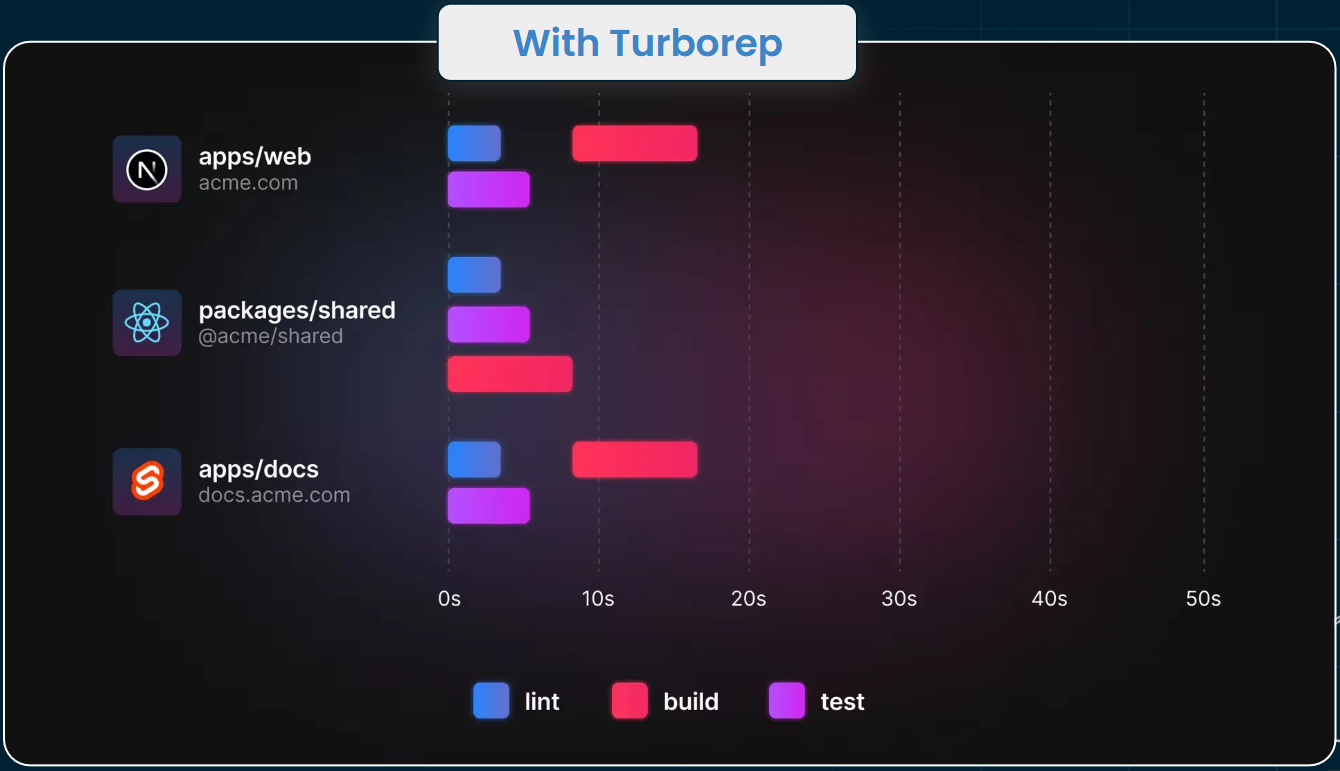 With Turborep
apps/web
acme.com
packages/shared
@acme/shared
apps/docs
docs.acme.com
0s 10s 20s 30s 40s 50s
lint build test